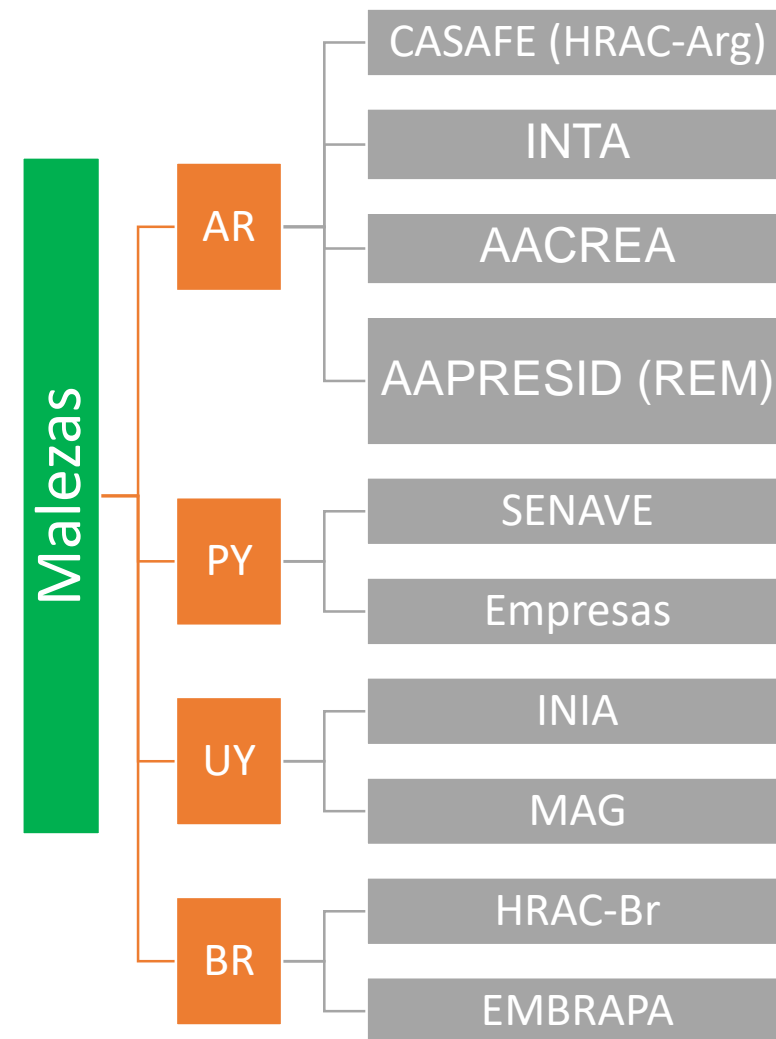 Malezas
AR
CASAFE (HRAC-Arg)
INTA
AACREA
AAPRESID (REM)
PY
SENAVE
Empresas
UY
INIA
MAG
BR
HRAC-Br
EMBRAPA